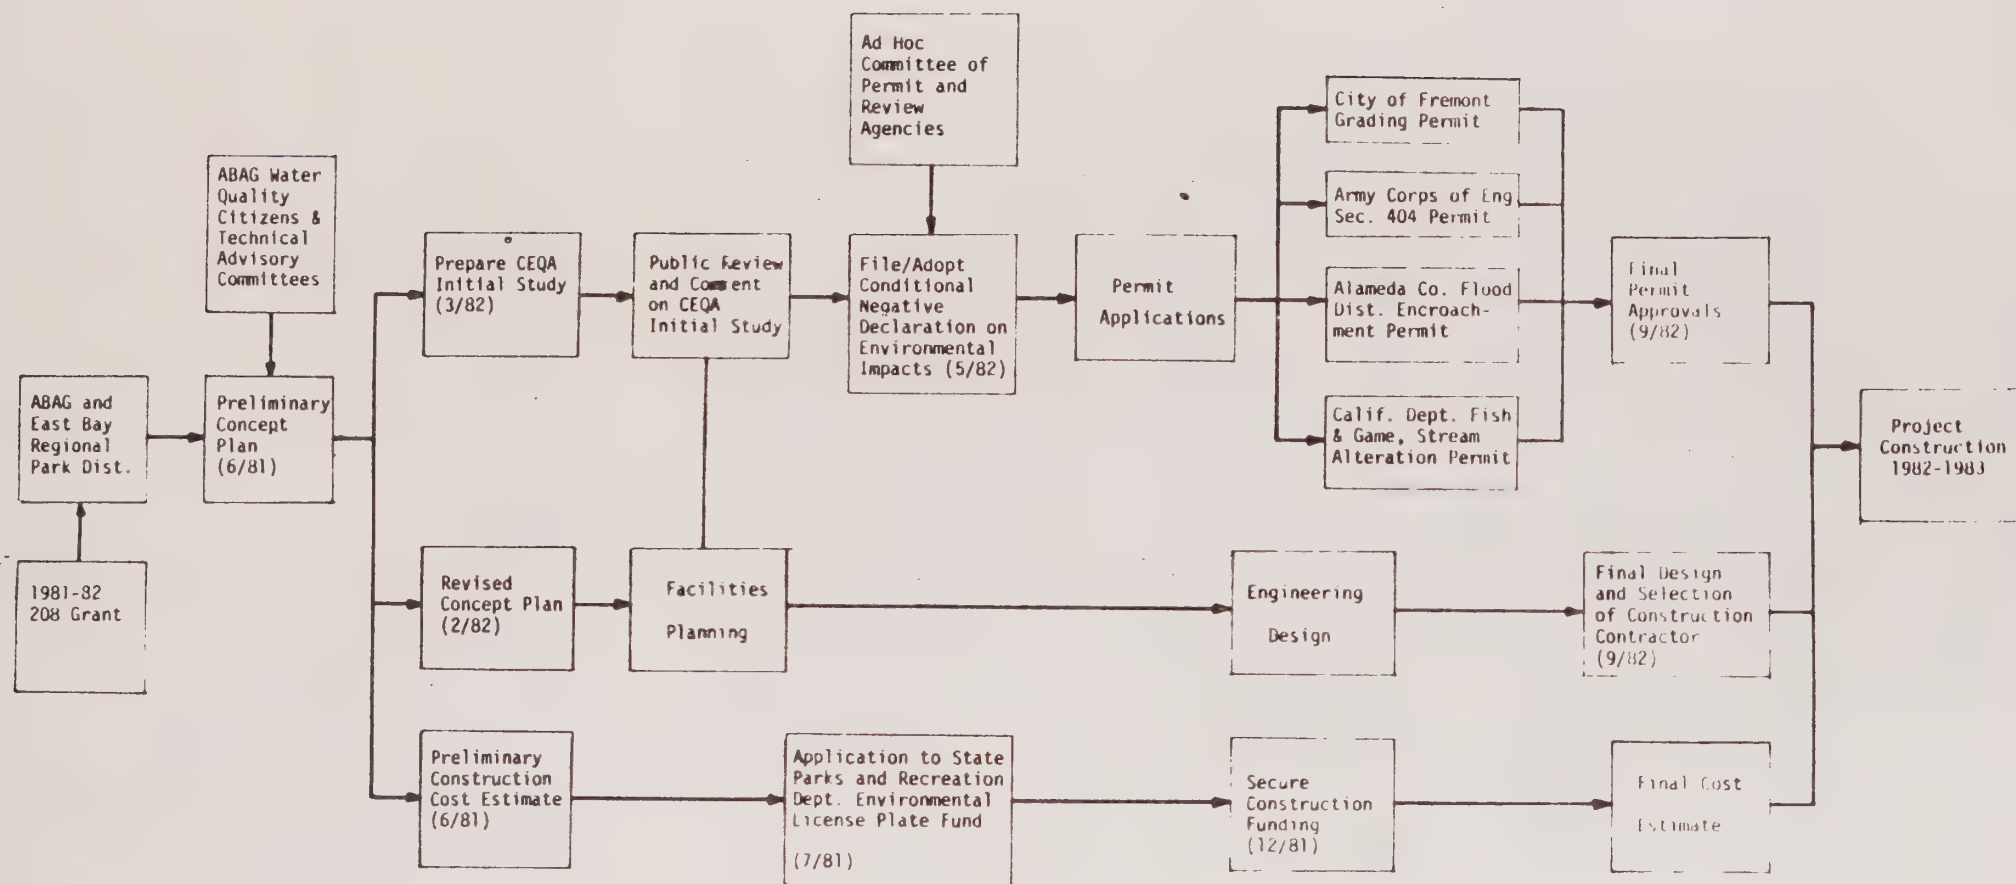 Ad Hoc
Committee of
Permit and
Review
Agencies
City of Fremont
Grading Permit
ABAG Water
Quality
Citizens &
Technical
Advisory
Committees
Army Corps of Eng
Sec. 404 Permit
Prepare CEQA
Initial Study
(3/82)
Public Review
and Comment
on CEQA
Initial Study
File/Adopt
Conditional
Negative
Declaration on
Environmental
Impacts (5/82)
Permit
Applications
Alameda Co. Flood
Dist. Encroach-
ment Permit
Final
Permit
Approvals
(9/82)
ABAG and
East Bay
Regional
Park Dist.
Preliminary
Concept
Plan
(6/81)
Calif. Dept. Fish
& Game, Stream
Alteration Permit
Project
Construction
1982-1983
1981-82
208 Grant
Revised
Concept Plan
(2/82)
Facilities
Planning
Engineering
Design
Final Design
and Selection
of Construction
Contractor
(9/82)
Preliminary
Construction
Cost Estimate
(6/81)
Application to State
Parks and Recreation
Dept. Environmental
License Plate Fund
(7/81)
Secure
Construction
Funding
(12/81)
Final Cost
Estimate